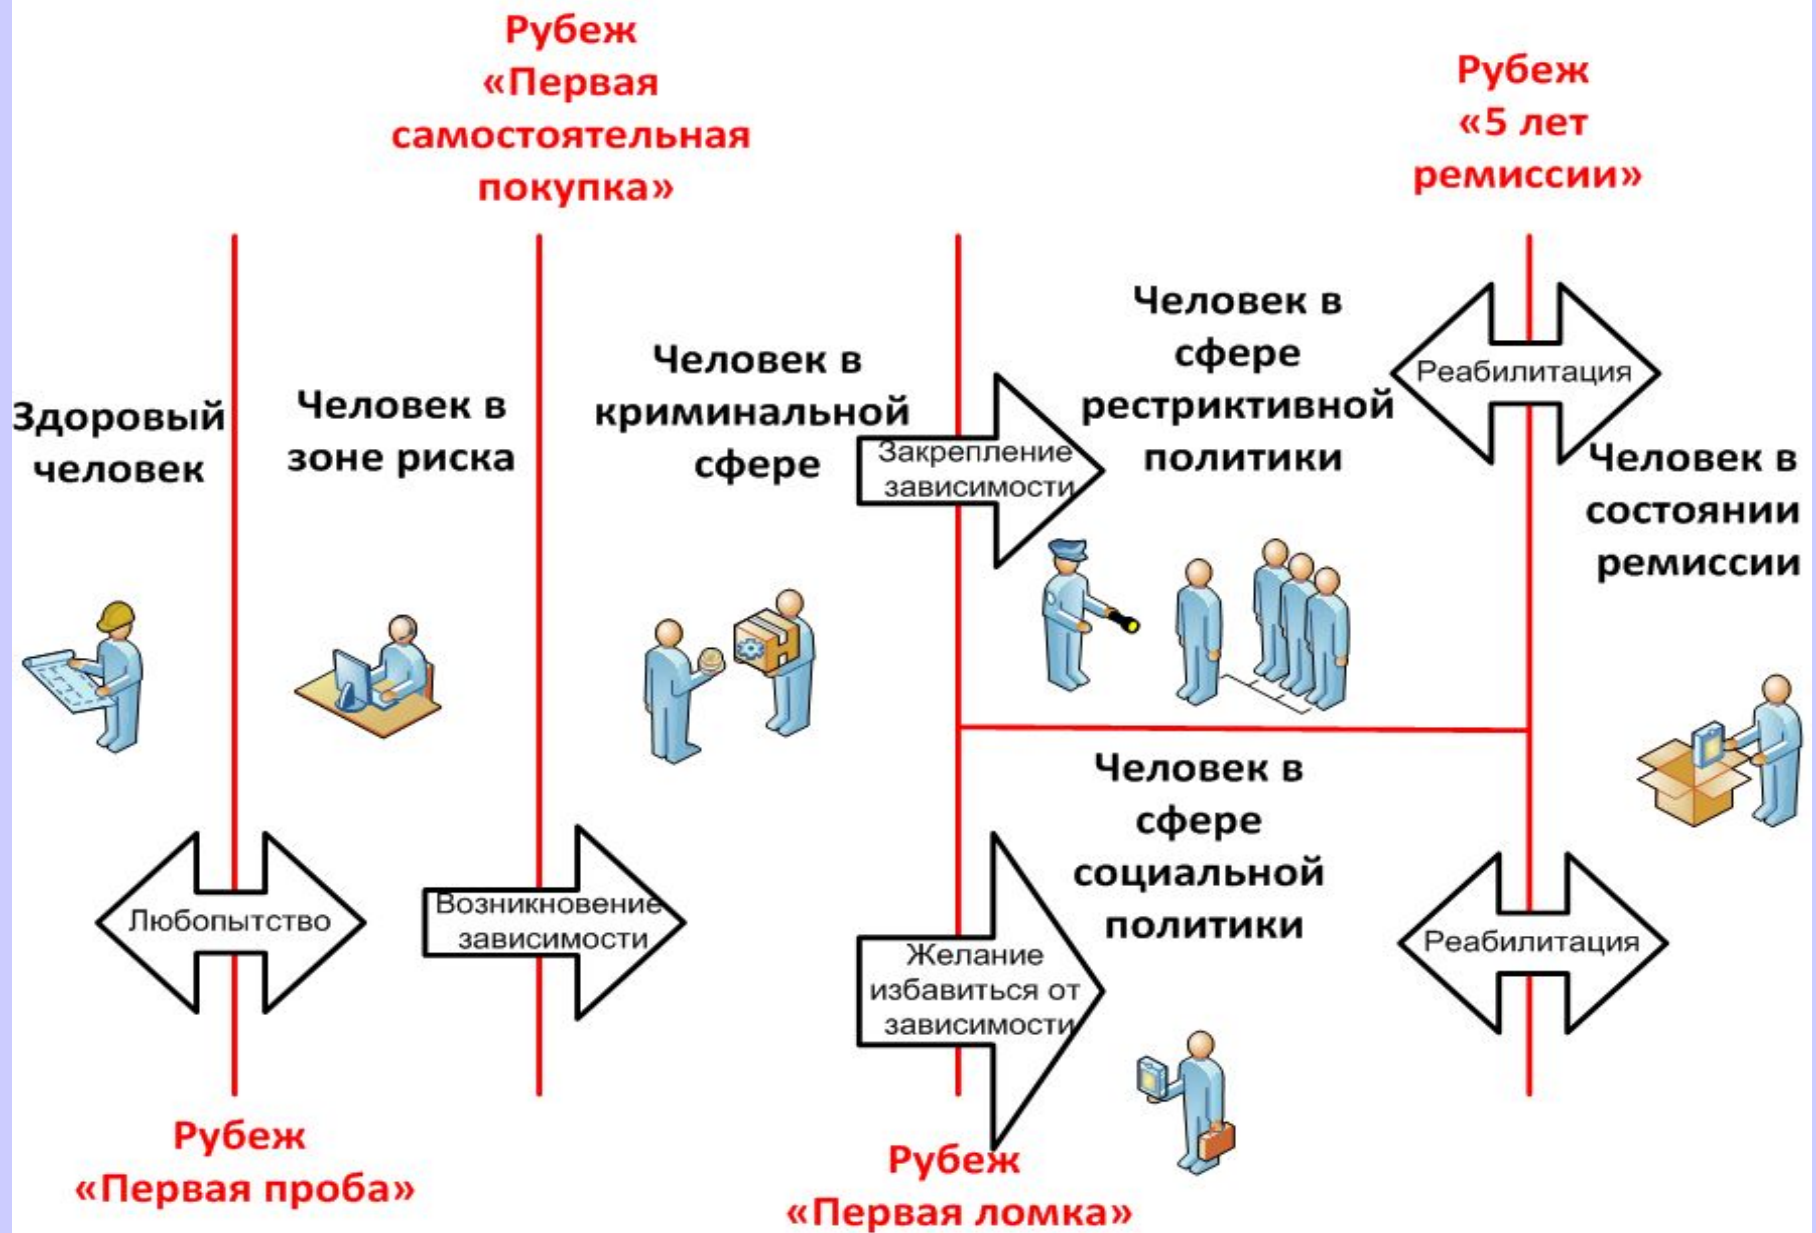 Рубеж
«Первая
самостоятельная
покупка»
Рубеж
«5 лет
ремиссии»
Здоровый
человек
Человек в
зоне риска
Человек в
криминальной
сфере
Закрепление
зависимости
Человек в
сфере
рестриктивной
политики
Реабилитация
Человек в
состоянии
ремиссии
Любопытство
Возникновение
зависимости
Желание
избавиться от
зависимости
Человек в
сфере
социальной
политики
Реабилитация
Рубеж
«Первая проба»
Рубеж
«Первая ломка»